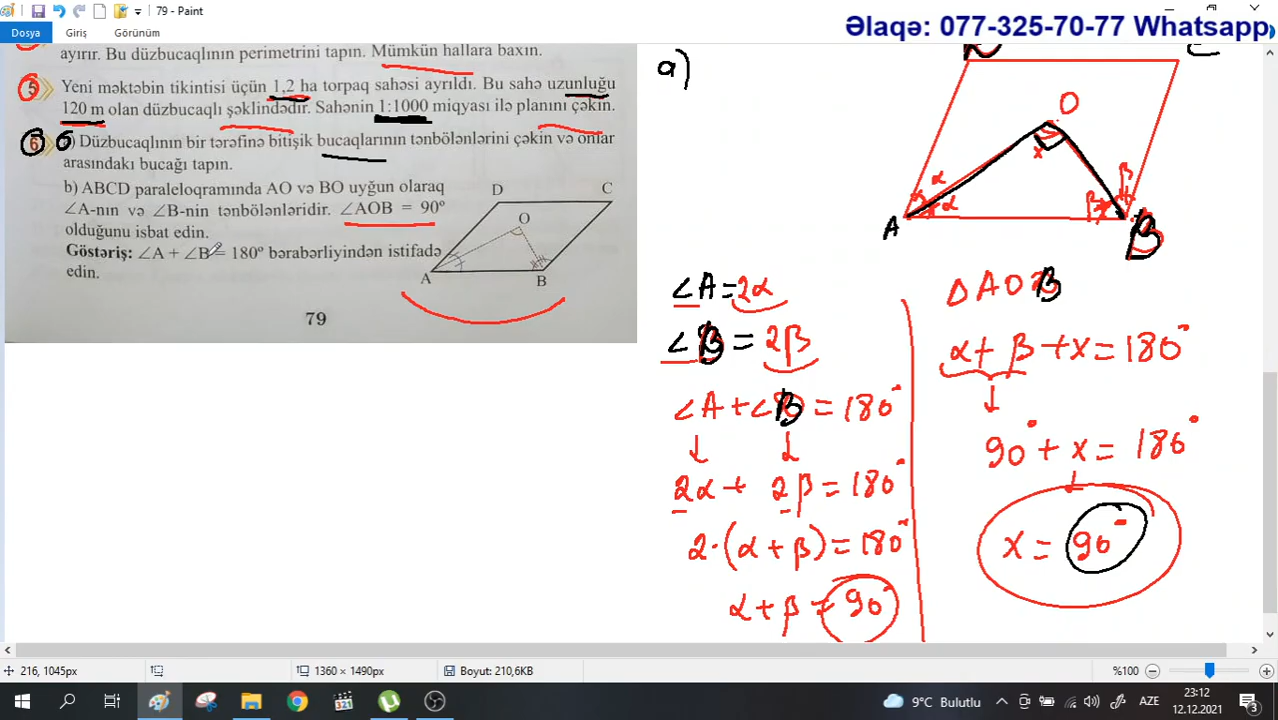 79 - Paint
Əlaqə: 077-325-70-77 Whatsapp
Dosya Giriş Görünüm
ayırır. Bu düzbucaqlının perimetrini tapın. Mümkün hallara baxın.
5 Yeni məktəbin tikintisi üçün 1,2 ha torpaq sahəsi ayrıldı. Bu sahə uzunluğu
120 m olan düzbucaqlı şəklindədir. Sahənin 1:1000 miqyası ilə planını çəkin.
6 ) Düzbucaqlının bir tərəfinə bitişik bucaqlarının tənbölənlərini çəkin və onlar
arasındakı bucağı tapın.
b) ABCD paraleloqramında AO və BO uyğun olaraq
∠A-nın və ∠B-nin tənbölənləridir. ∠AOB = 90°
olduğunu isbat edin.
Göstəriş: ∠A + ∠B = 180° bərabərliyindən istifadə
edin.
D C
O
A B
79
a)
O
α
α
x
β
β
A B
∠A = 2α
∠B = 2β
∠A + ∠B = 180°
2α + 2β = 180°
2·(α + β) = 180°
α + β = 90°
Δ AOB
α + β + x = 180°
90° + x = 180°
x = 90°
216, 1045px
1360 × 1490px
Boyut: 210,6KB
%100
9°C Bulutlu
AZE
23:12
12.12.2021
3